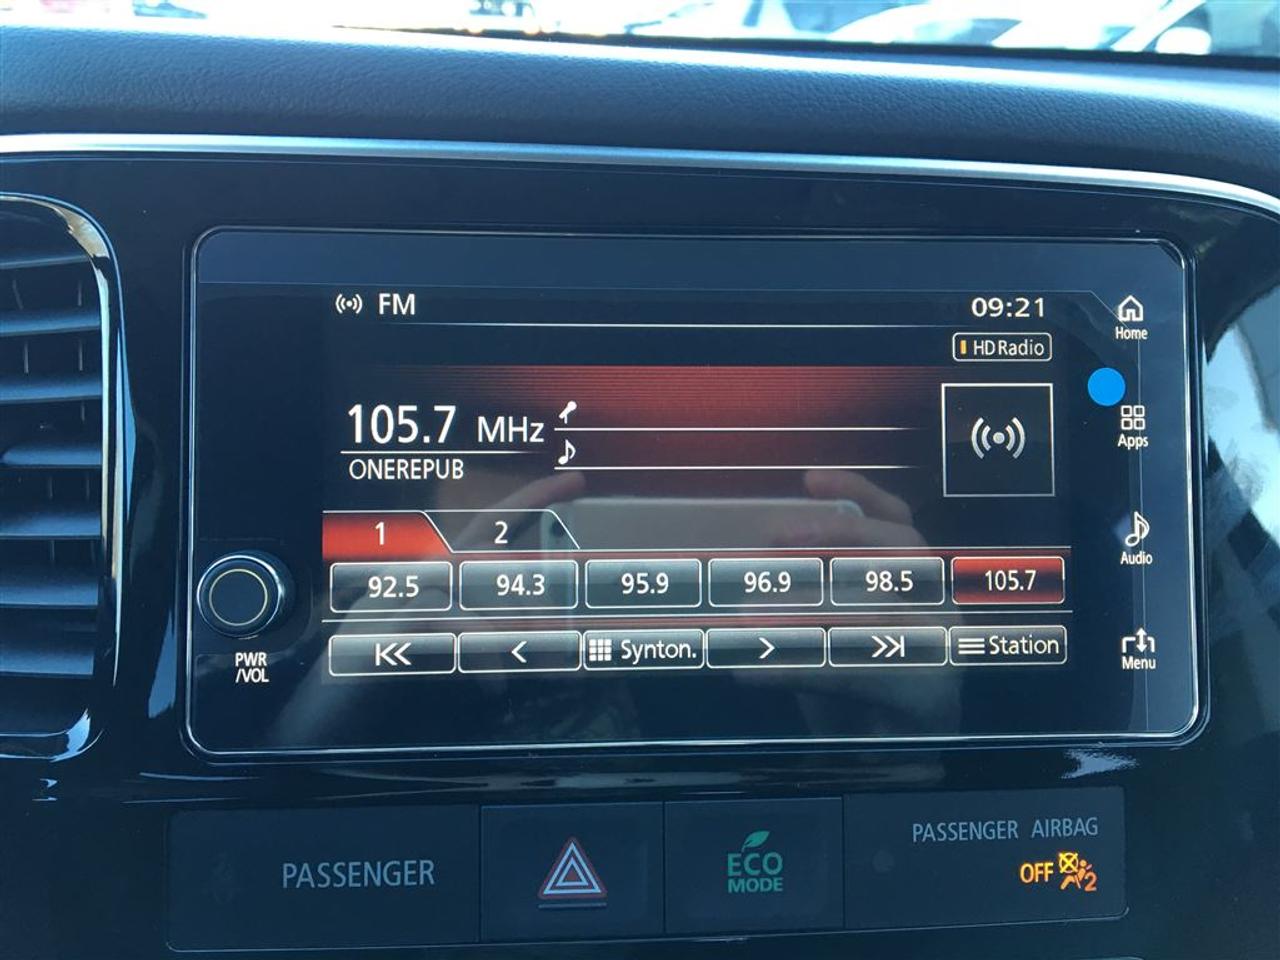 FM 09:21
HD Radio
Home
105.7 MHz
ONEREPUB
Apps
1 2
Audio
92.5 94.3 95.9 96.9 98.5 105.7
Synton. Station
Menu
PWR
/VOL
PASSENGER
ECO
MODE
PASSENGER AIRBAG
OFF 2